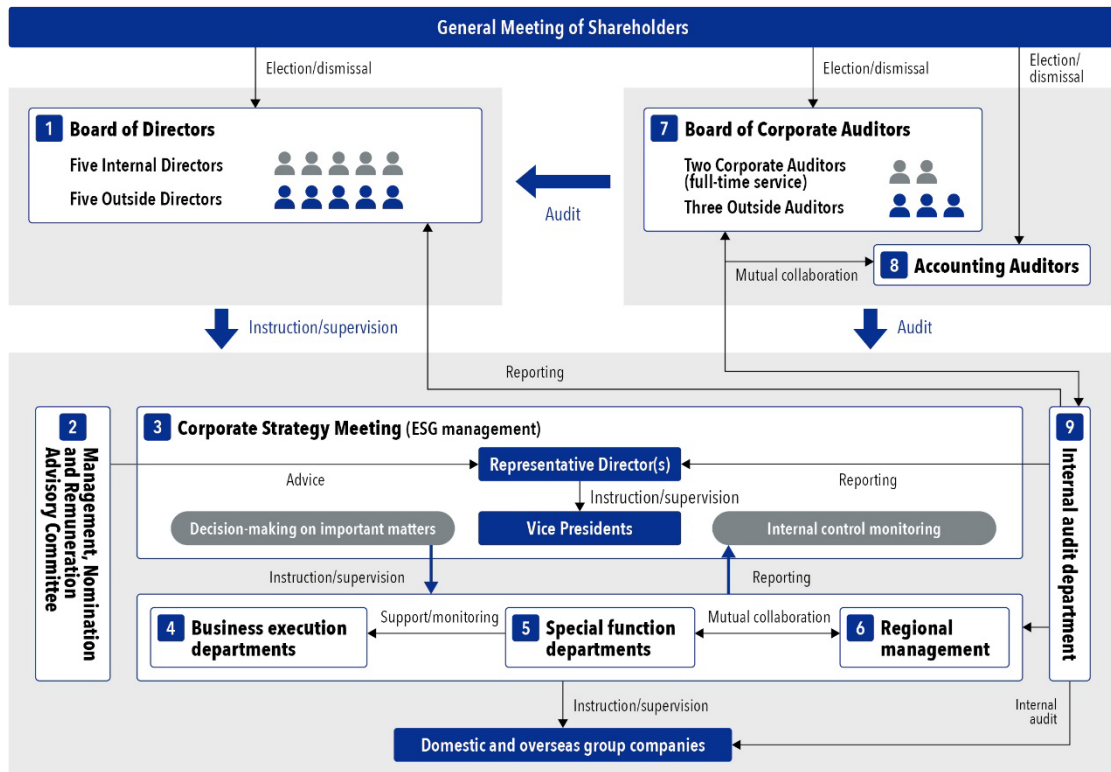 General Meeting of Shareholders
Election/dismissal
Election/dismissal
Election/
dismissal
1 Board of Directors
Five Internal Directors
Five Outside Directors
Audit
7 Board of Corporate Auditors
Two Corporate Auditors
(full-time service)
Three Outside Auditors
Mutual collaboration
8 Accounting Auditors
Instruction/supervision
Audit
Reporting
2 Management, Nomination
and Remuneration
Advisory Committee
3 Corporate Strategy Meeting (ESG management)
Advice
Representative Director(s)
Reporting
Instruction/supervision
Decision-making on important matters
Vice Presidents
Internal control monitoring
9 Internal audit department
Instruction/supervision
Reporting
4 Business execution
departments
Support/monitoring
5 Special function
departments
Mutual collaboration
6 Regional
management
Instruction/supervision
Internal
audit
Domestic and overseas group companies